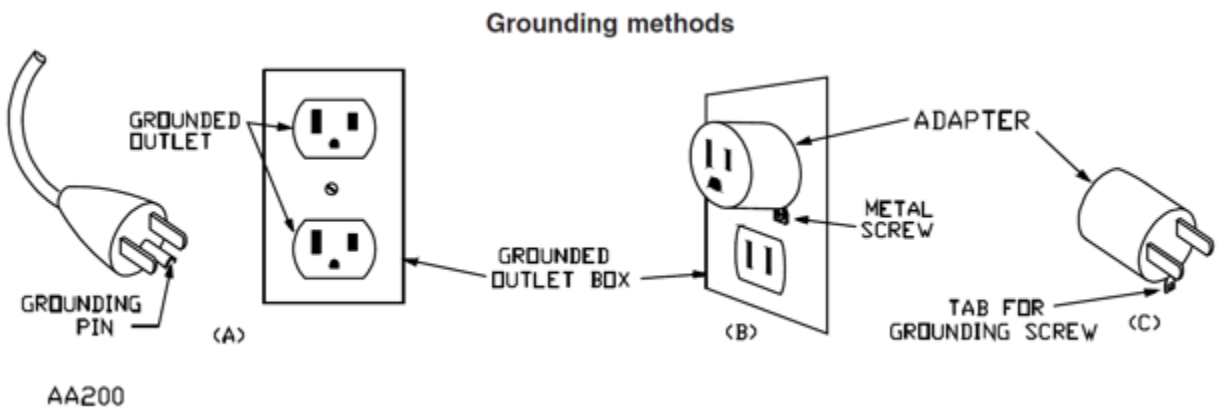 Grounding methods
GROUNDED
OUTLET
GROUNDING
PIN
(A)
GROUNDED
OUTLET BOX
ADAPTER
METAL
SCREW
(B)
TAB FOR
GROUNDING SCREW
(C)
AA200